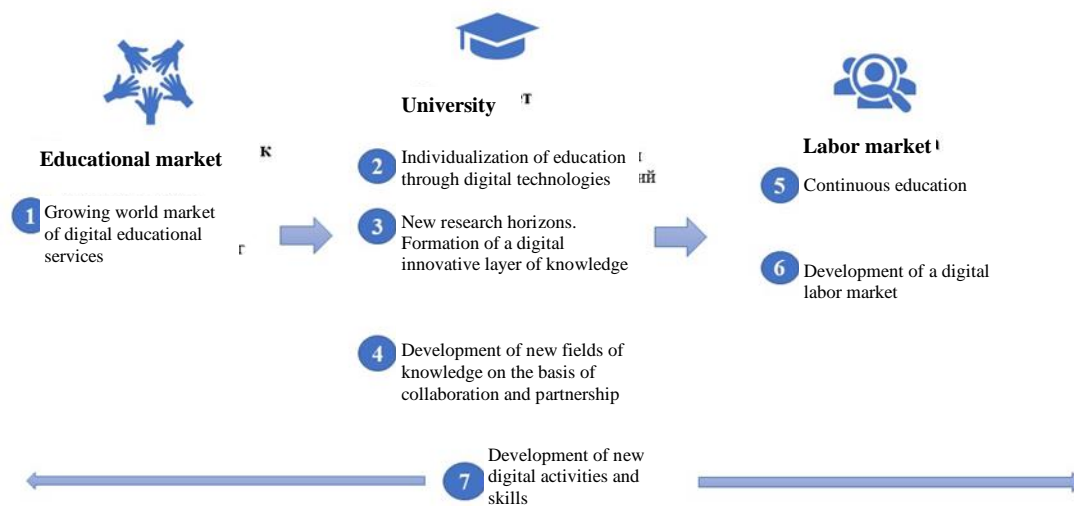 Educational market
к
1
Growing world market
of digital educational
services
т
University
т
2
Individualization of education
through digital technologies
ий
3
New research horizons.
Formation of a digital
innovative layer of knowledge
4
Development of new fields of
knowledge on the basis of
collaboration and partnership
Labor market
5
Continuous education
6
Development of a digital
labor market
7
Development of new
digital activities and
skills